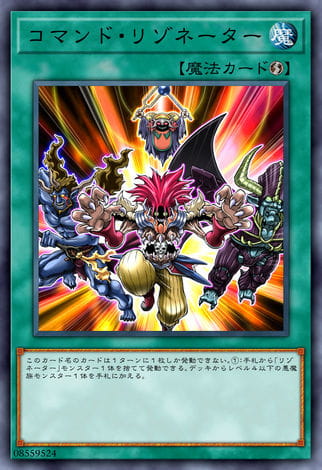 コマンド・リゾネーター
魔
【魔法カード】
このカード名のカードは1ターンに1枚しか発動できない。①:手札から「リゾ
ネーター」モンスター1体を捨てて発動できる。デッキからレベル4以下の悪魔
族モンスター1体を手札に加える。
08559524